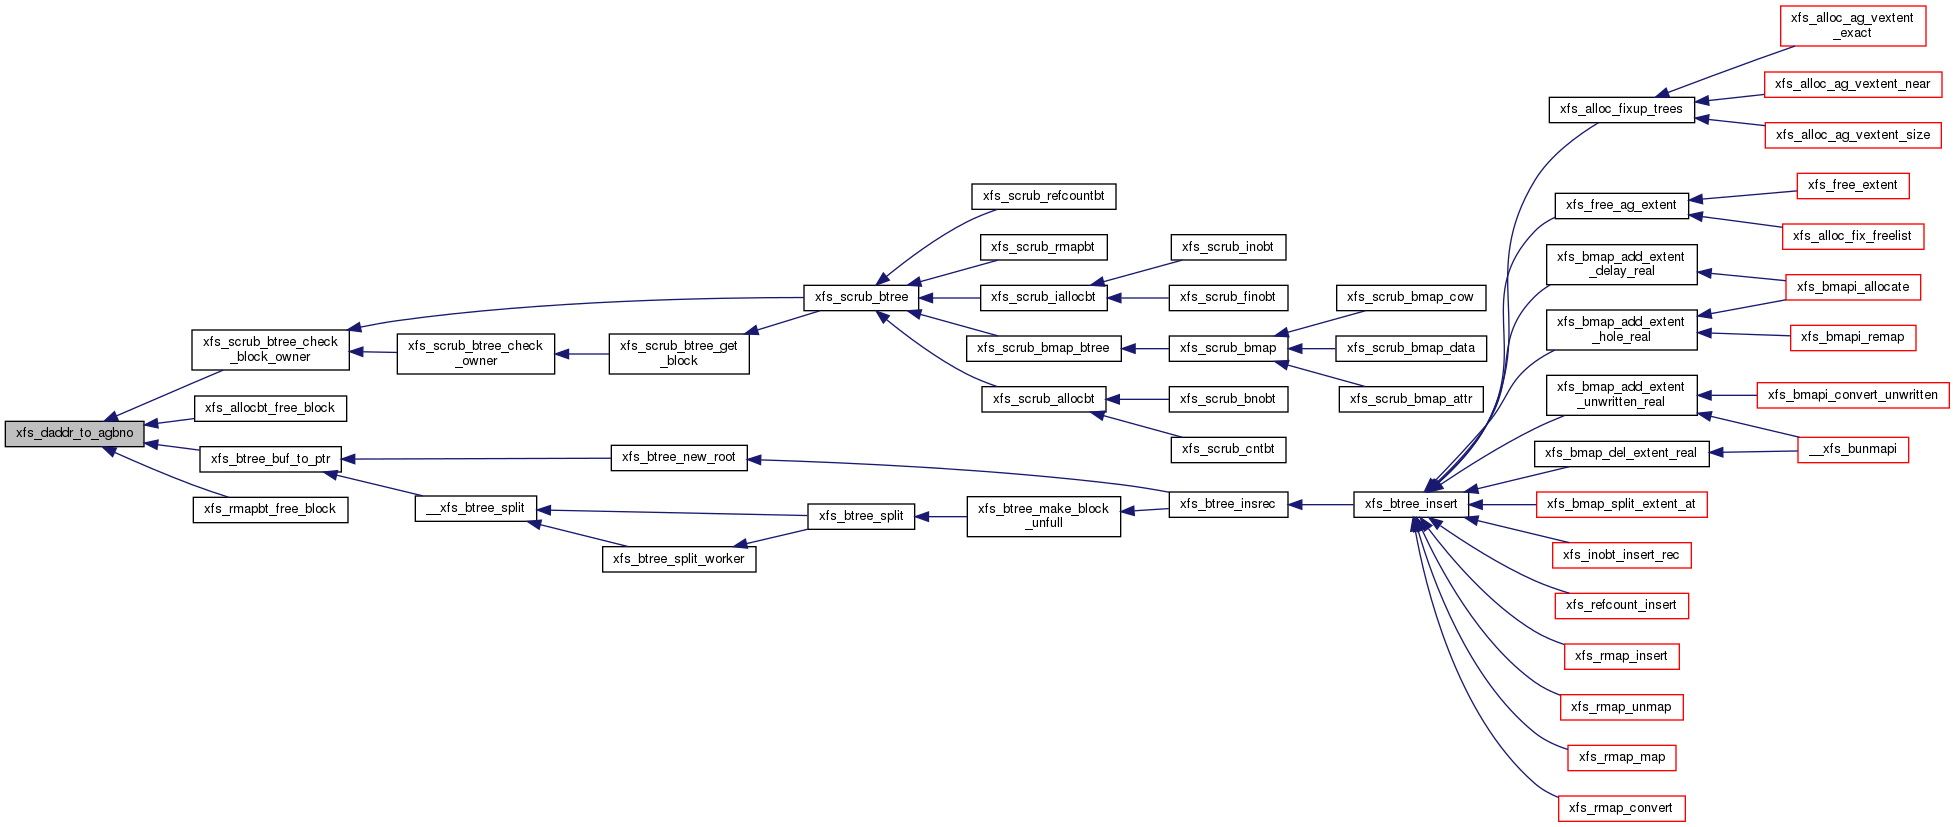 xfs_daddr_to_agbno
xfs_scrub_btree_check
_block_owner
xfs_allocbt_free_block
xfs_btree_buf_to_ptr
xfs_rmapbt_free_block
xfs_scrub_btree_check
_owner
__xfs_btree_split
xfs_scrub_btree_get
_block
xfs_btree_new_root
xfs_btree_split_worker
xfs_scrub_btree
xfs_btree_split
xfs_scrub_refcountbt
xfs_scrub_rmapbt
xfs_scrub_iallocbt
xfs_scrub_bmap_btree
xfs_scrub_allocbt
xfs_btree_make_block
_unfull
xfs_scrub_inobt
xfs_scrub_finobt
xfs_scrub_bmap
xfs_scrub_bnobt
xfs_scrub_cntbt
xfs_btree_insrec
xfs_scrub_bmap_cow
xfs_scrub_bmap_data
xfs_scrub_bmap_attr
xfs_btree_insert
xfs_alloc_fixup_trees
xfs_free_ag_extent
xfs_bmap_add_extent
_delay_real
xfs_bmap_add_extent
_hole_real
xfs_bmap_add_extent
_unwritten_real
xfs_bmap_del_extent_real
xfs_bmap_split_extent_at
xfs_inobt_insert_rec
xfs_refcount_insert
xfs_rmap_insert
xfs_rmap_unmap
xfs_rmap_map
xfs_rmap_convert
xfs_alloc_ag_vextent
_exact
xfs_alloc_ag_vextent_near
xfs_alloc_ag_vextent_size
xfs_free_extent
xfs_alloc_fix_freelist
xfs_bmapi_allocate
xfs_bmapi_remap
xfs_bmapi_convert_unwritten
__xfs_bunmapi